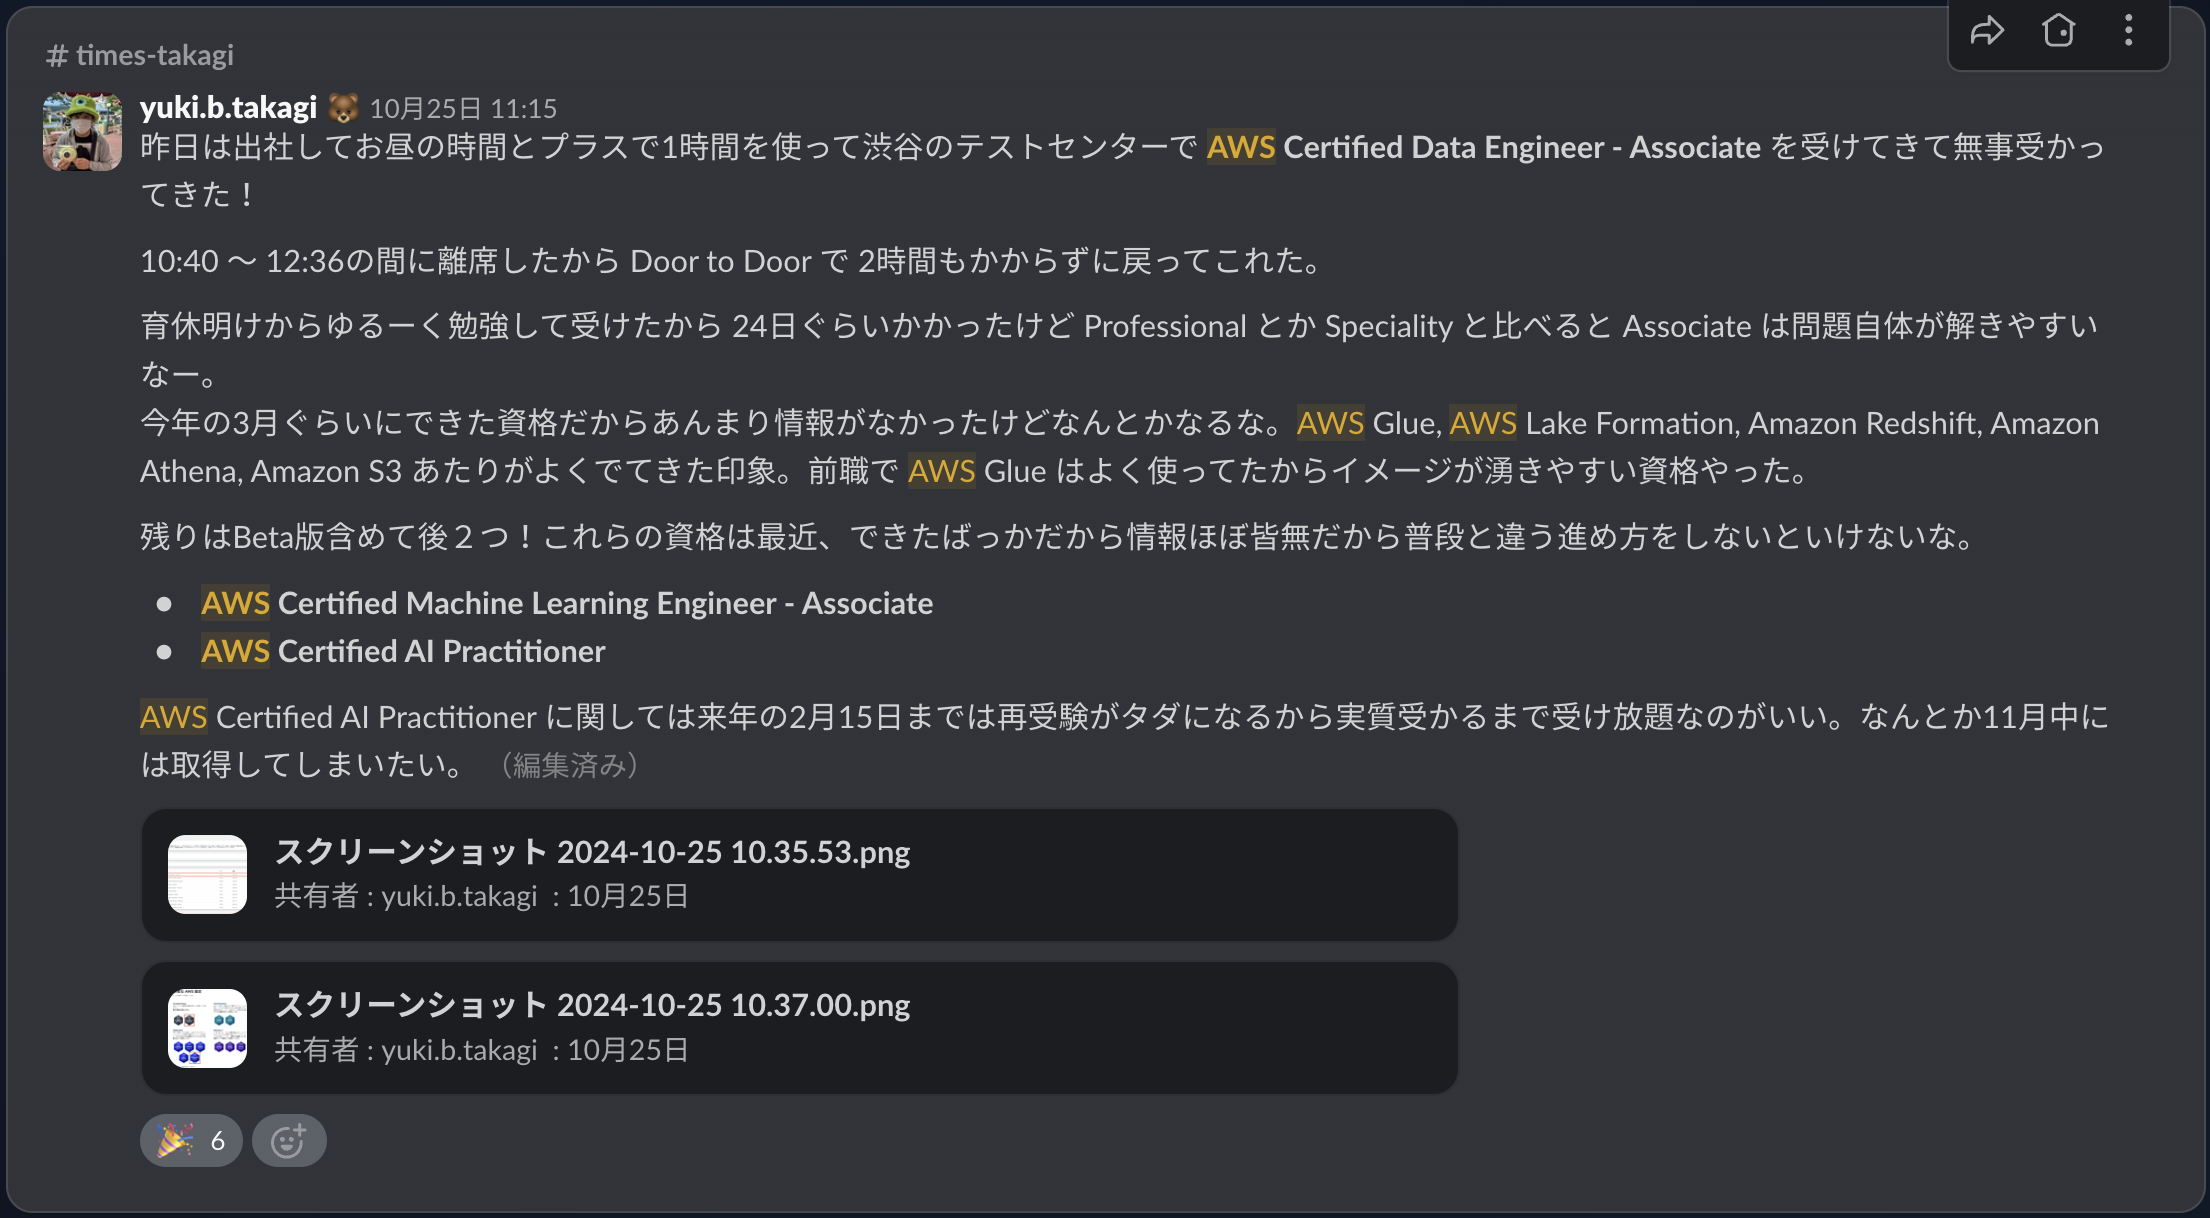 # times-takagi
yuki.b.takagi 10月25日 11:15
昨日は出社してお昼の時間とプラスで1時間を使って渋谷のテストセンターで AWS Certified Data Engineer - Associate を受けてきて無事受かっ
てきた！
10:40 〜 12:36の間に離席したから Door to Door で 2時間もかからずに戻ってこれた。
育休明けからゆるーく勉強して受けたから 24日ぐらいかかったけど Professional とか Speciality と比べると Associate は問題自体が解きやすい
なー。
今年の3月ぐらいにできた資格だからあんまり情報がなかったけどなんとかなるな。AWS Glue, AWS Lake Formation, Amazon Redshift, Amazon
Athena, Amazon S3 あたりがよくでてきた印象。前職で AWS Glue はよく使ってたからイメージが湧きやすい資格やった。
残りはBeta版含めて後２つ！これらの資格は最近、できたばっかだから情報ほぼ皆無だから普段と違う進め方をしないといけないな。
● AWS Certified Machine Learning Engineer - Associate
● AWS Certified AI Practitioner
AWS Certified AI Practitioner に関しては来年の2月15日までは再受験がタダになるから実質受かるまで受け放題なのがいい。なんとか11月中に
は取得してしまいたい。 （編集済み）
スクリーンショット 2024-10-25 10.35.53.png
共有者 : yuki.b.takagi : 10月25日
スクリーンショット 2024-10-25 10.37.00.png
共有者 : yuki.b.takagi : 10月25日
6